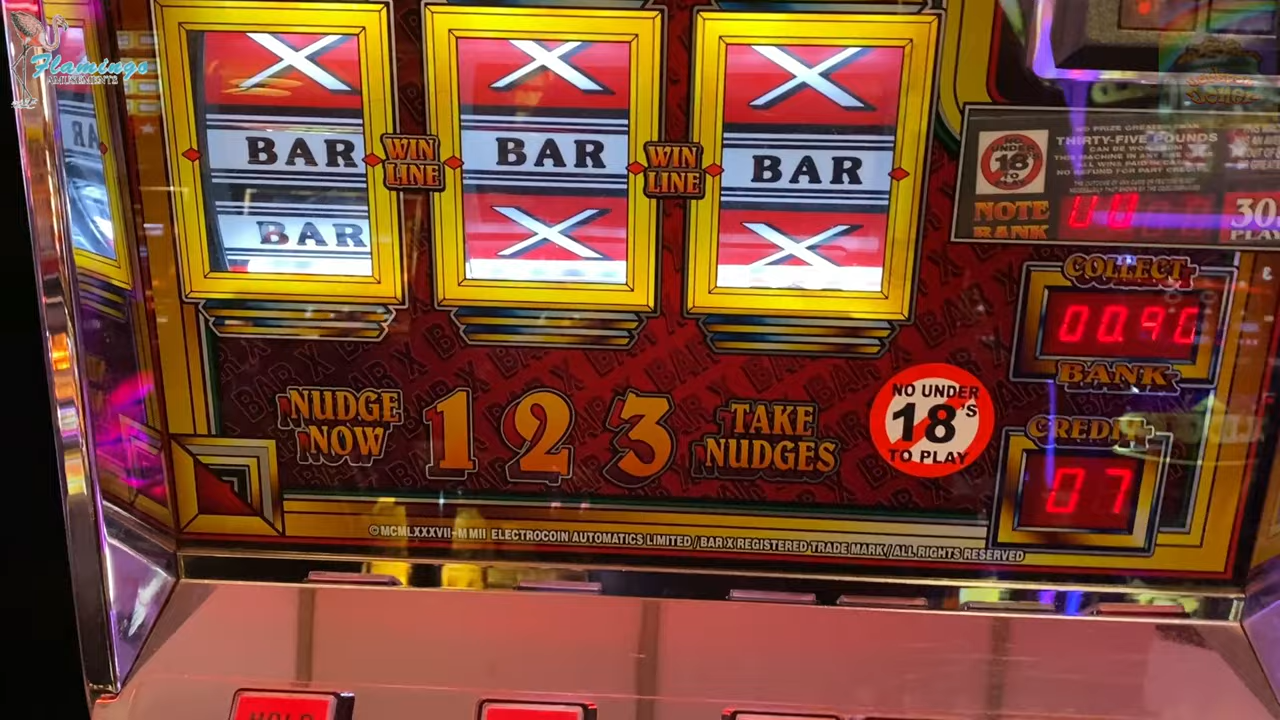 Flamingo
AMUSEMENTS
BAR
WIN
LINE
BAR
WIN
LINE
BAR
BAR
UNDER
18'S
TO
THIRTY-FIVE POUNDS
NOTE
BANK
30
PLAY
COLLECT
BANK
CREDIT
07
NUDGE
NOW
1 2 3
TAKE
NUDGES
NO UNDER
18'S
TO PLAY
©MCMLXXXVII-MMII ELECTROCOIN AUTOMATICS LIMITED / BAR X REGISTERED TRADE MARK / ALL RIGHTS RESERVED
HOLD